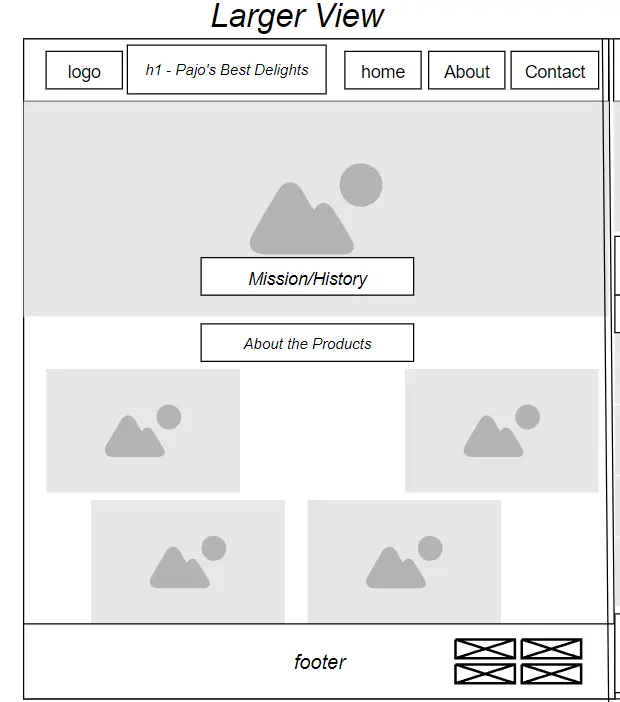 Larger View
logo
h1 - Pajo's Best Delights
home
About
Contact
Mission/History
About the Products
footer